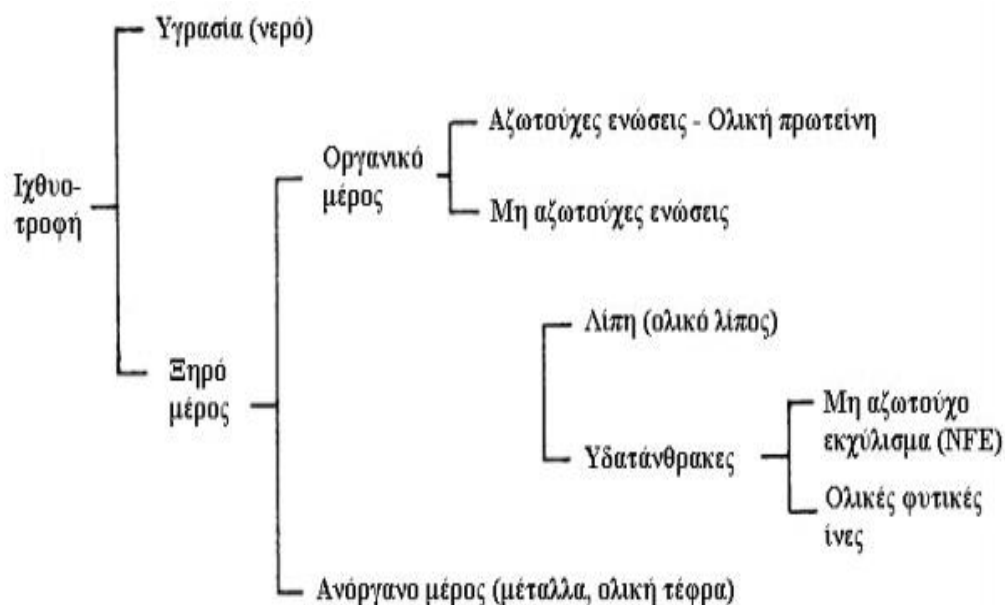 Υγρασία (νερό)
Αζωτούχες ενώσεις - Ολική πρωτεΐνη
Οργανικό
μέρος
Μη αζωτούχες ενώσεις
Ιχθυο-
τροφή
Λίπη (ολικό λίπος)
Ξηρό
μέρος
Μη αζωτούχο
εκχύλισμα (NFE)
Υδατάνθρακες
Ολικές φυτικές
ίνες
Ανόργανο μέρος (μέταλλα, ολική τέφρα)